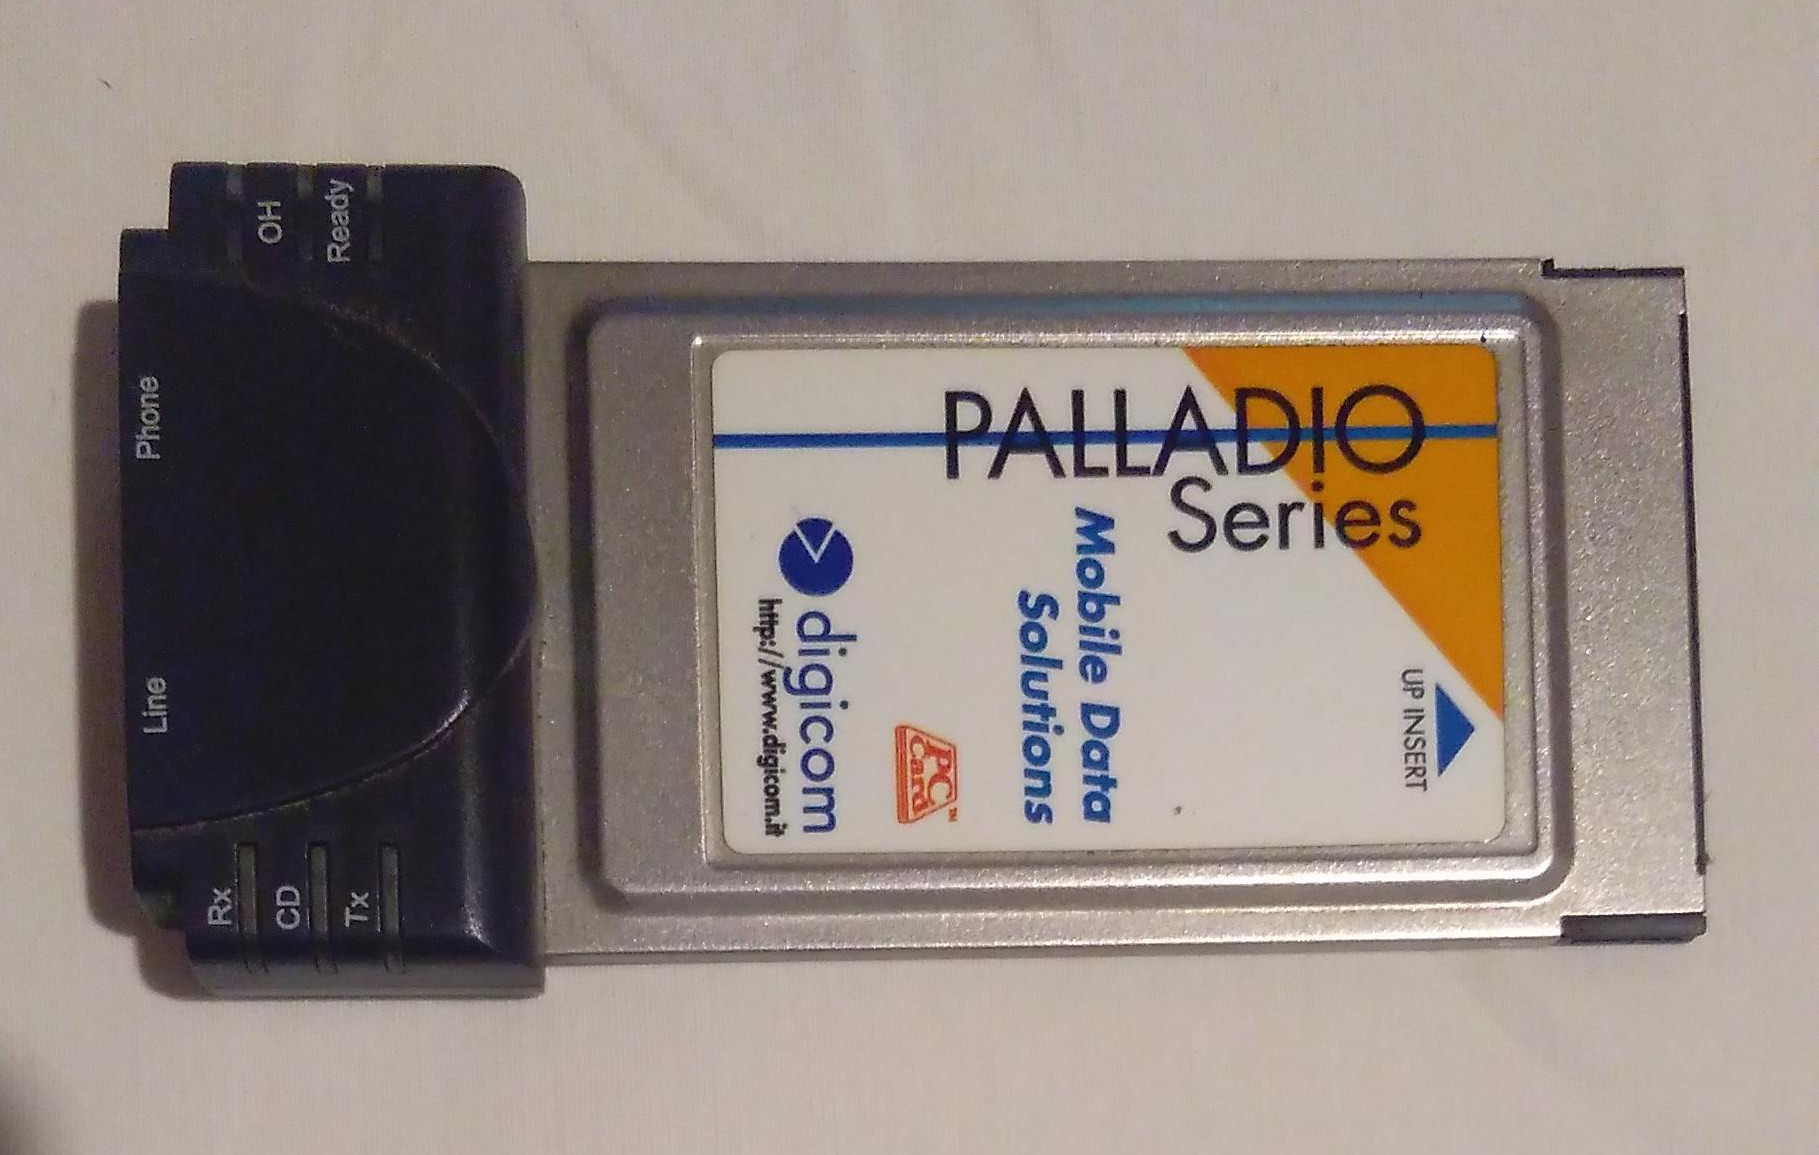 OH
Ready
Phone
Line
Rx
CD
Tx
PALLADIO
Series
UP INSERT
Mobile Data
Solutions
PC
Card™
digicom
http://www.digicom.it